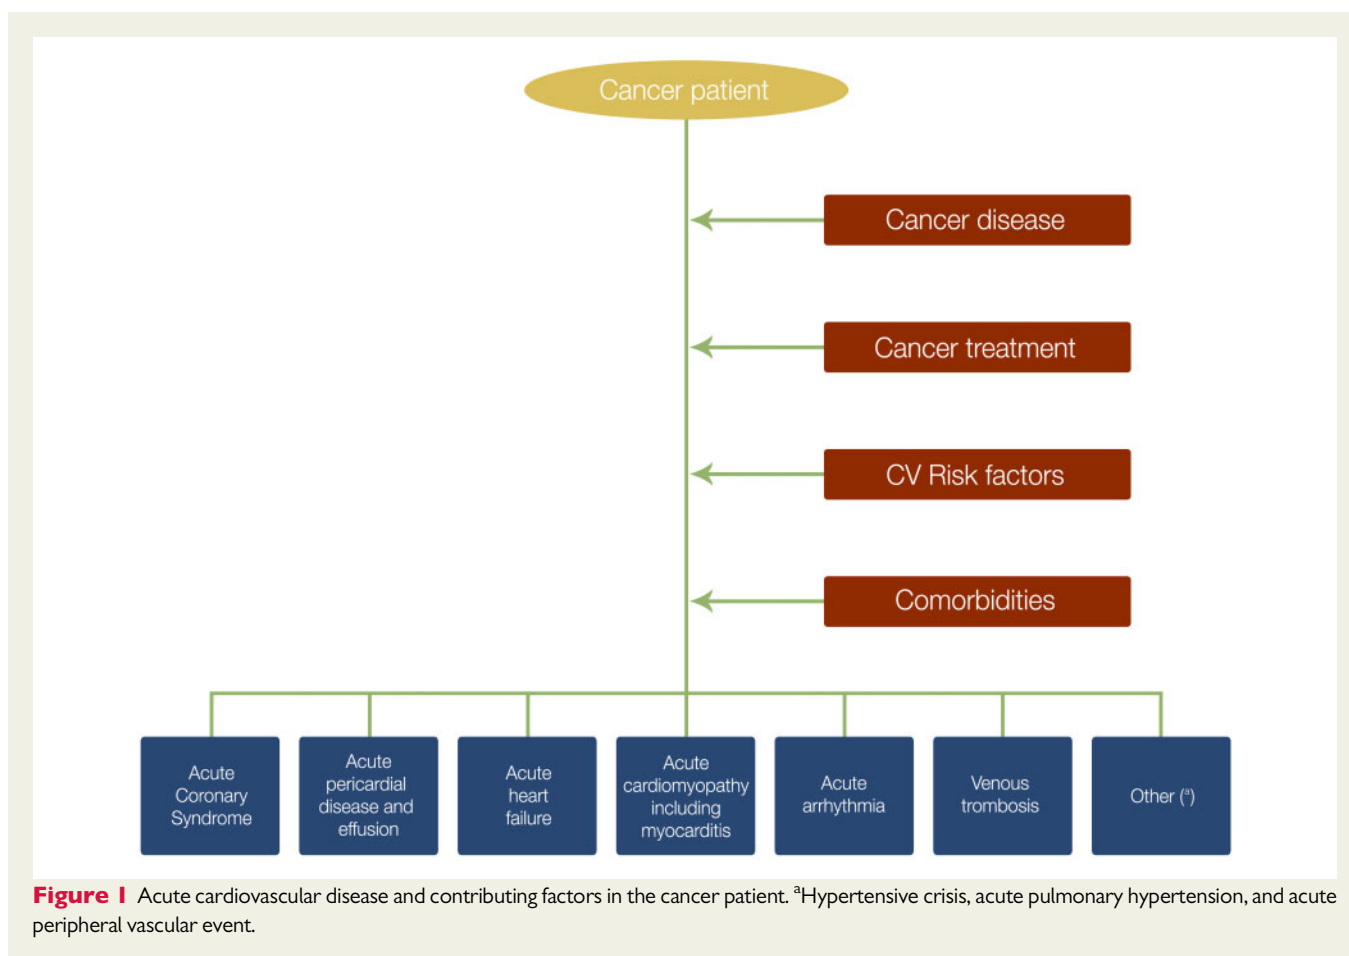 Cancer patient
Cancer disease
Cancer treatment
CV Risk factors
Comorbidities
Acute
Coronary
Syndrome
Acute
pericardial
disease and
effusion
Acute
heart
failure
Acute
cardiomyopathy
including
myocarditis
Acute
arrhythmia
Venous
trombosis
Other (ᵃ)
Figure 1 Acute cardiovascular disease and contributing factors in the cancer patient. ᵃHypertensive crisis, acute pulmonary hypertension, and acute
peripheral vascular event.